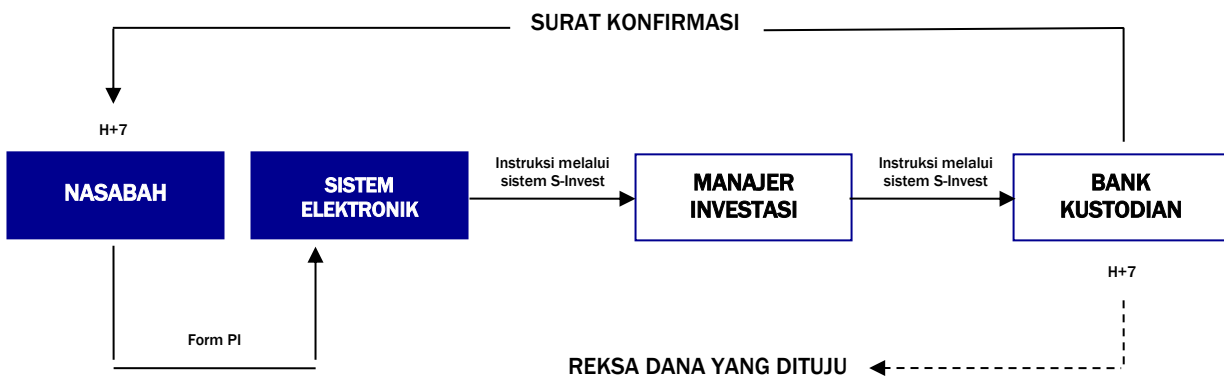 SURAT KONFIRMASI
H+7
NASABAH
SISTEM
ELEKTRONIK
Instruksi melalui
sistem S-Invest
MANAJER
INVESTASI
Instruksi melalui
sistem S-Invest
BANK
KUSTODIAN
H+7
Form PI
REKSA DANA YANG DITUJU